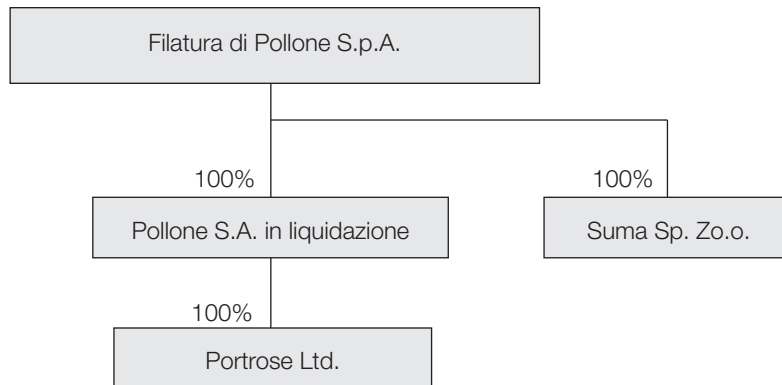 Filatura di Pollone S.p.A.
100%
100%
Pollone S.A. in liquidazione
Suma Sp. Zo.o.
100%
Portrose Ltd.